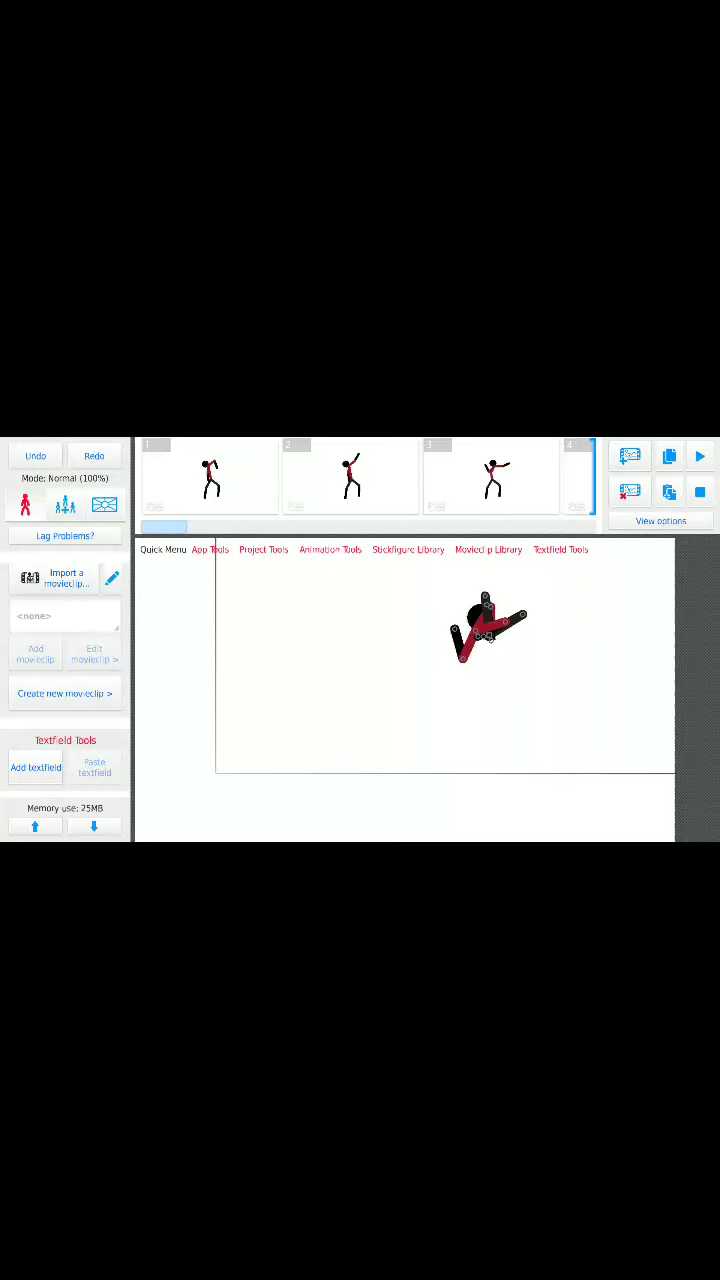 Undo Redo
Mode: Normal (100%)
Lag Problems?
Import a
movieclip...
<none>
Add
movieclip
Edit
movieclip >
Create new movieclip >
Textfield Tools
Add textfield
Paste
textfield
Memory use: 25MB
1 2 3 4
View options
Quick Menu App Tools Project Tools Animation Tools Stickfigure Library Movieclip Library Textfield Tools